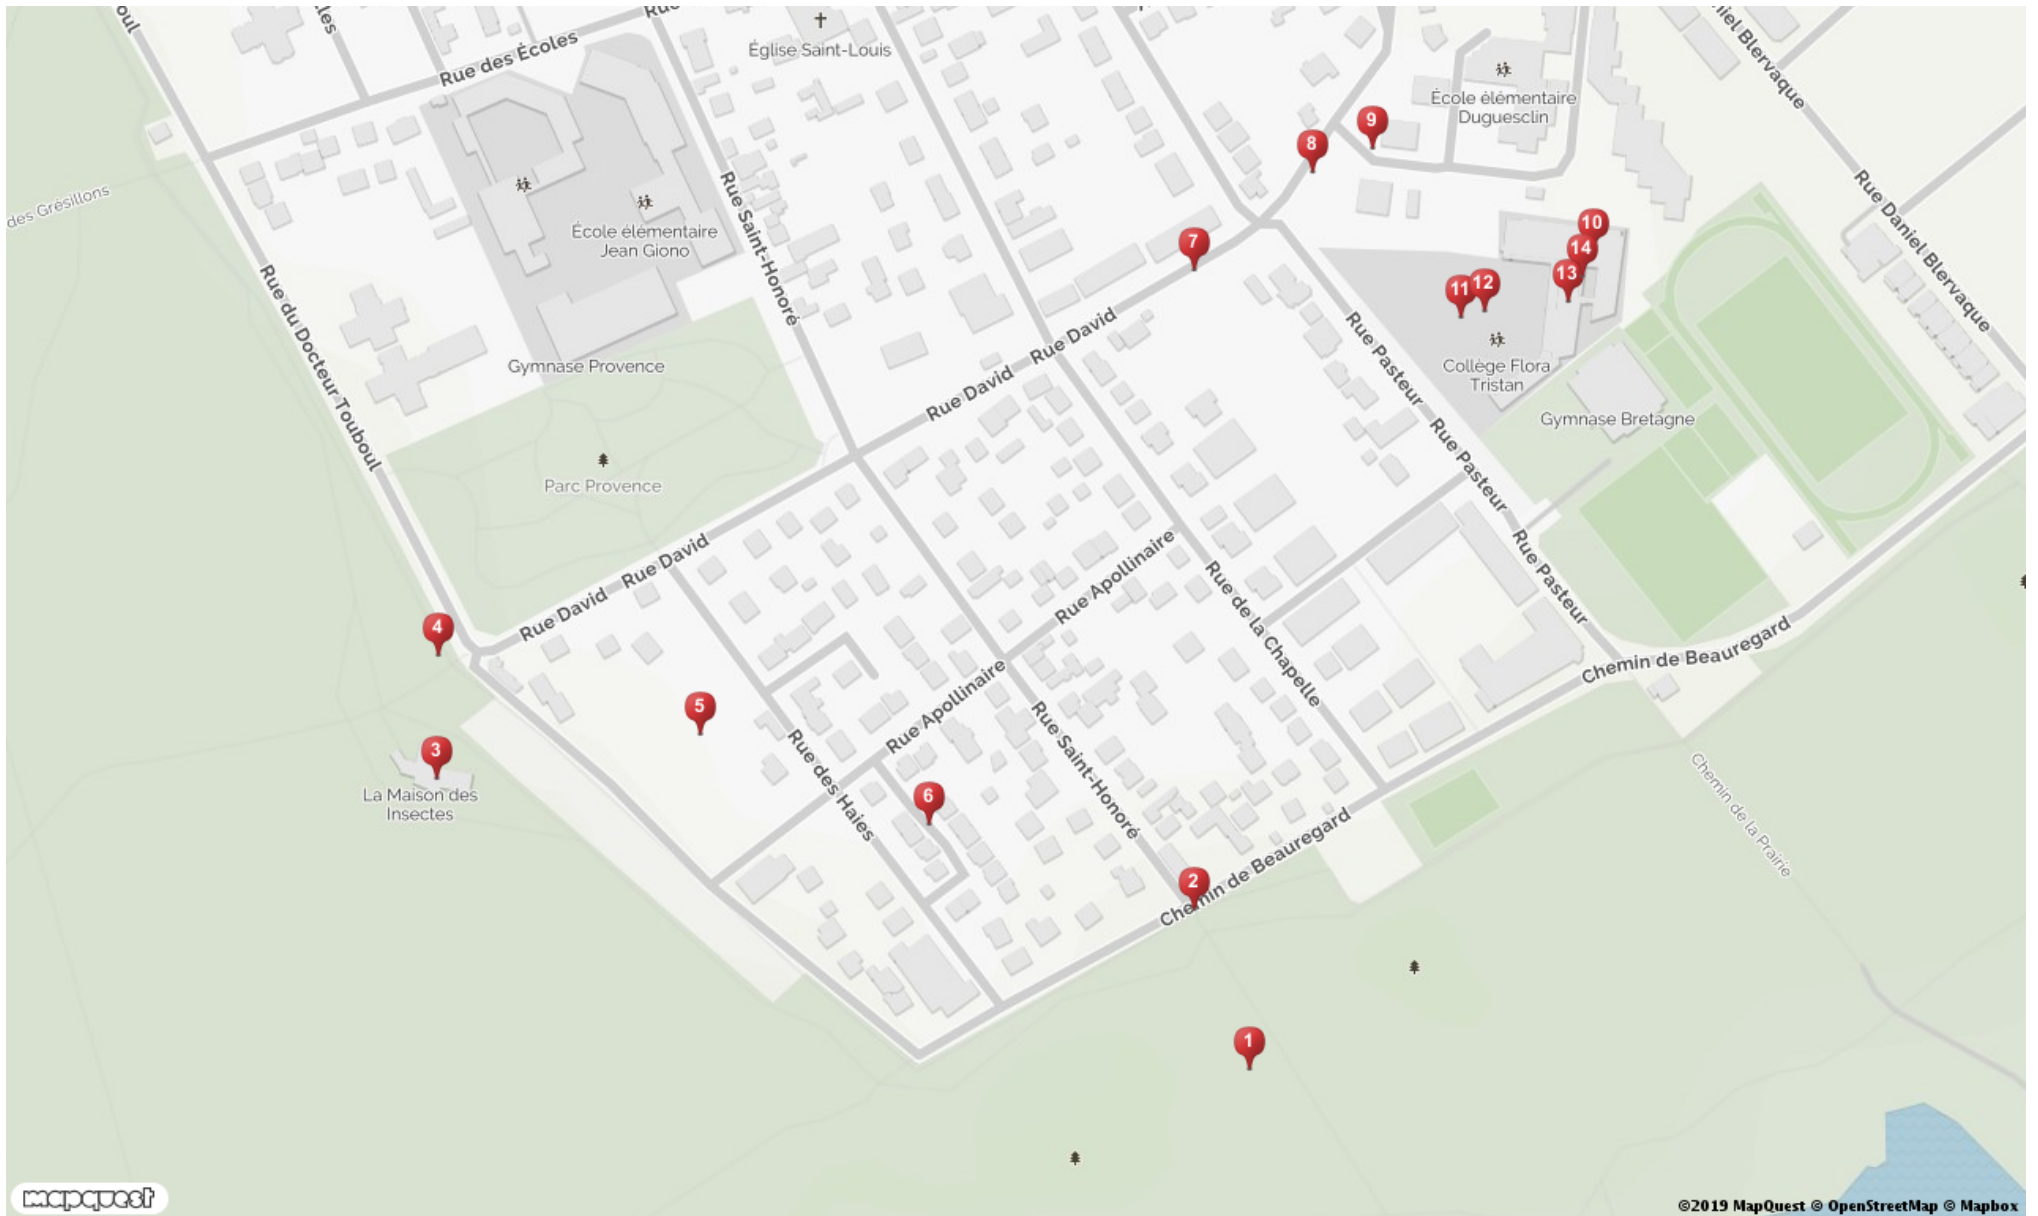 oul
les
Rue
Église Saint-Louis
Rue des Écoles
École élémentaire
Duguesclin
iel Blervaque
9
8
Rue Daniel Blervaque
des Grésillons
Rue Saint-Honoré
École élémentaire
Jean Giono
10
14
7
13
11
12
Rue du Docteur Touboul
Rue David
Rue Pasteur
Gymnase Provence
Collège Flora
Tristan
Rue David
Gymnase Bretagne
Rue Pasteur
Parc Provence
Rue David
Rue Apollinaire
Rue Pasteur
Rue David
4
Rue de la Chapelle
Chemin de Beauregard
5
Rue Apollinaire
Rue Saint-Honoré
3
Rue des Haies
La Maison des
Insectes
6
Chemin de la Prairie
2
Chemin de Beauregard
1
mapquest
©2019 MapQuest © OpenStreetMap © Mapbox